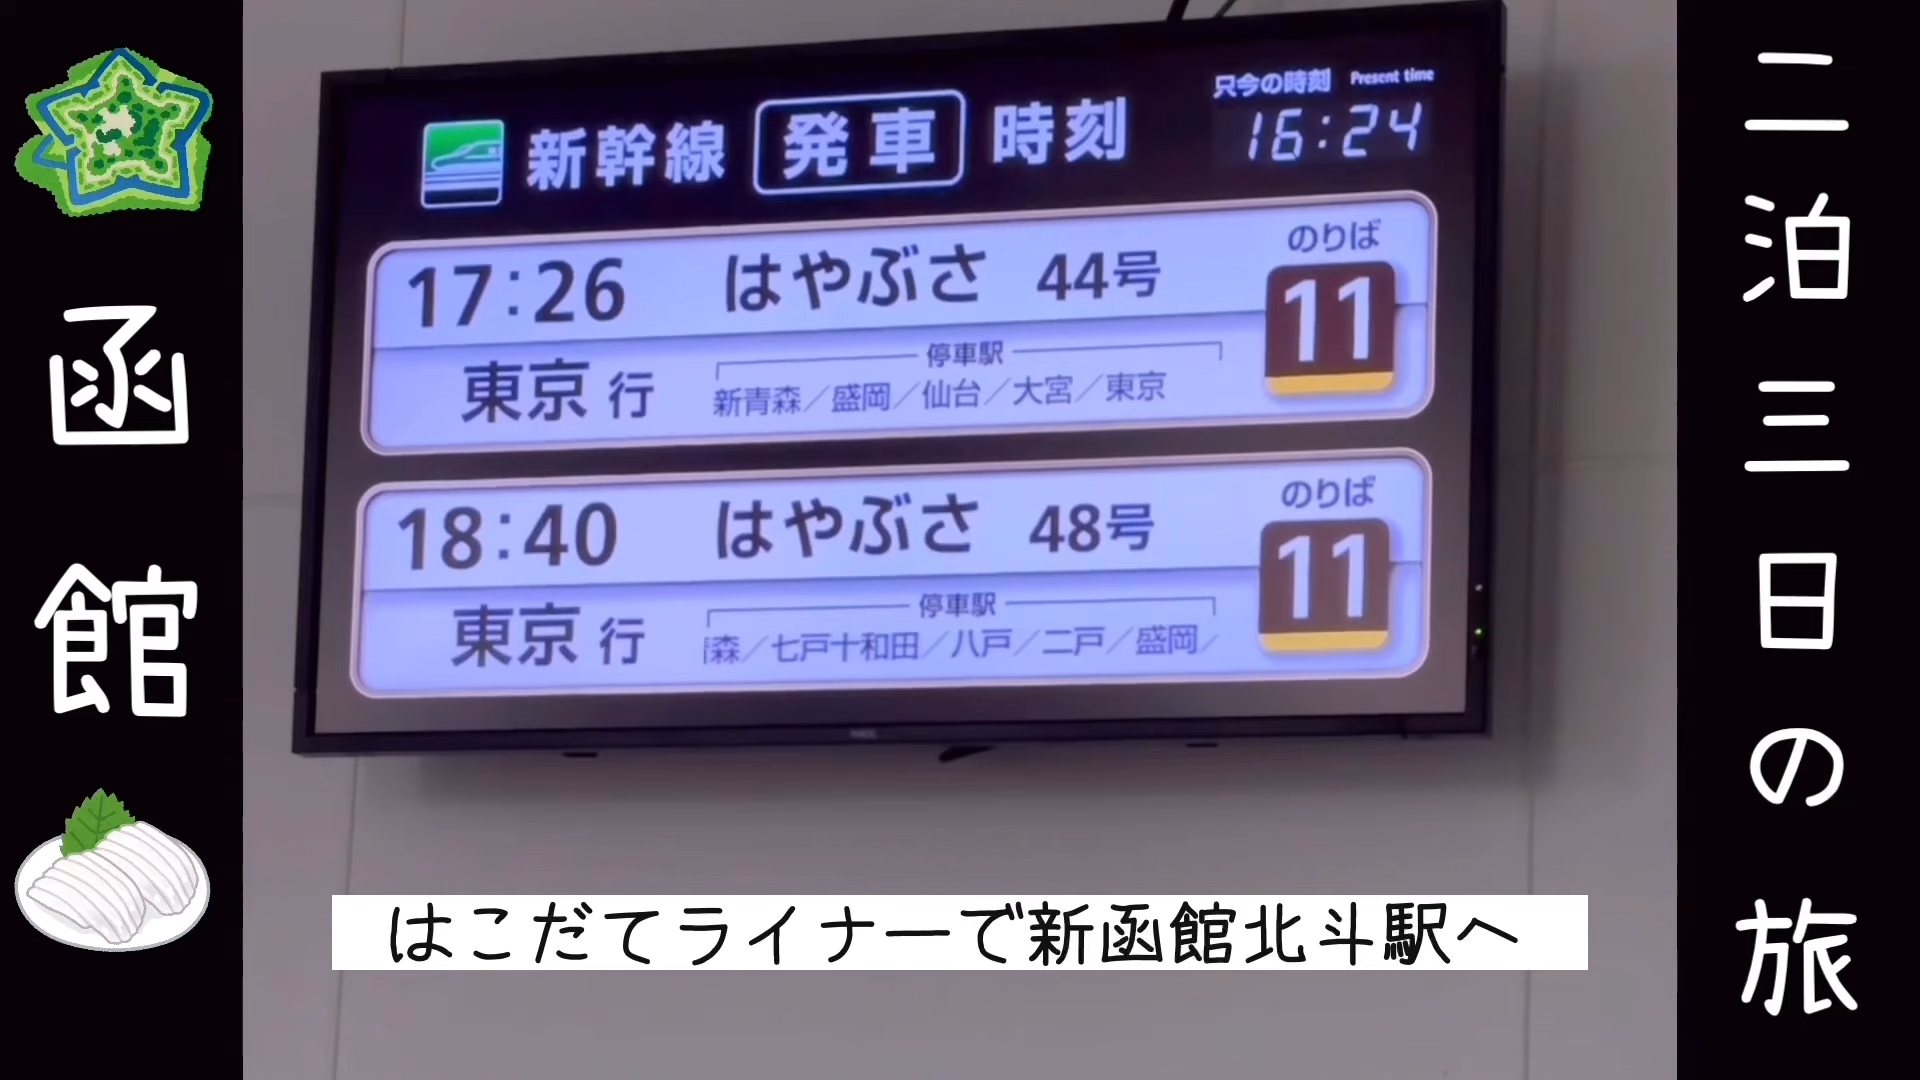 函館
新幹線 発車 時刻
只今の時刻 Present time
16:24
17:26 はやぶさ 44号
のりば
11
東京 行
停車駅
新青森／盛岡／仙台／大宮／東京
18:40 はやぶさ 48号
のりば
11
東京 行
停車駅
森／七戸十和田／八戸／二戸／盛岡／
はこだてライナーで新函館北斗駅へ
二泊三日の旅